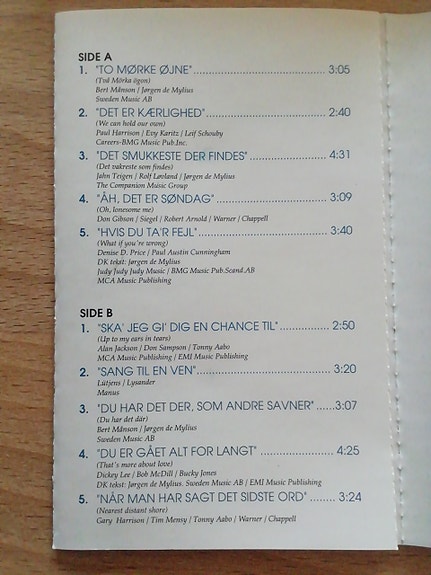 SIDE A
1. "TO MØRKE ØJNE"........................... 3:05
(Två Mörka ögon)
Bert Månson / Jørgen de Mylius
Sweden Music AB
2. "DET ER KÆRLIGHED"........................ 2:40
(We can hold our own)
Paul Harrison / Evy Karitz / Leif Schouby
Careers-BMG Music Pub.Inc.
3. "DET SMUKKESTE DER FINDES"................ 4:31
(Det vakreste som findes)
Jahn Teigen / Rolf Løvland / Jørgen de Mylius
The Companion Music Group
4. "ÅH, DET ER SØNDAG"....................... 3:09
(Oh, lonesome me)
Don Gibson / Siegel / Robert Arnold / Warner / Chappell
5. "HVIS DU TA'R FEJL"....................... 3:40
(What if you're wrong)
Denise D. Price / Paul Austin Cunningham
DK tekst: Jørgen de Mylius
Judy Judy Judy Music / BMG Music Pub.Scand.AB
MCA Music Publishing
SIDE B
1. "SKA' JEG GI' DIG EN CHANCE TIL".............. 2:50
(Up to my ears in tears)
Alan Jackson / Don Sampson / Tonny Aabo
MCA Music Publishing / EMI Music Publishing
2. "SANG TIL EN VEN"......................... 3:20
Lütjens / Lysander
Manus
3. "DU HAR DET DER, SOM ANDRE SAVNER"......3:07
(Du har det där)
Bert Månson / Jørgen de Mylius
Sweden Music AB
4. "DU ER GÅET ALT FOR LANGT" ................ 4:25
(That's more about love)
Dickey Lee / Bob McDill / Bucky Jones
DK tekst: Jørgen de Mylius. Sweden Music AB / EMI Music Publishing
5. "NÅR MAN HAR SAGT DET SIDSTE ORD" ........ 3:24
(Nearest distant shore)
Gary Harrison / Tim Mensy / Tonny Aabo / Warner / Chappell